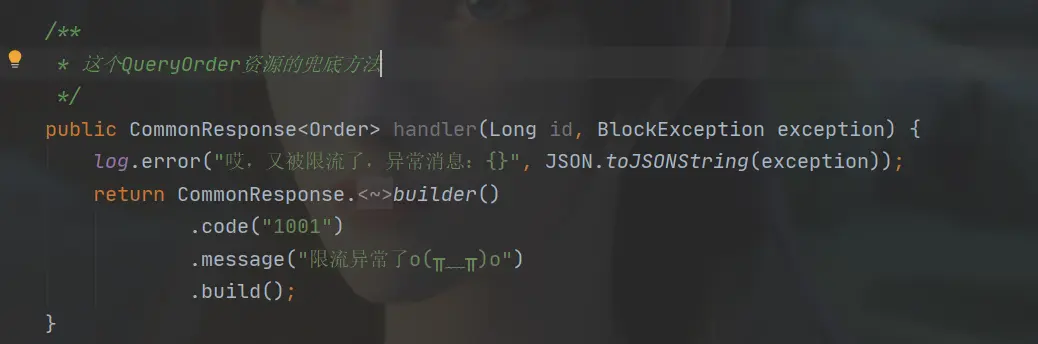 /**
 * 这个QueryOrder资源的兜底方法
 */
public CommonResponse<Order> handler(Long id, BlockException exception) {
    log.error("哎，又被限流了，异常消息：{}", JSON.toJSONString(exception));
    return CommonResponse.<~>builder()
            .code("1001")
            .message("限流异常了o(╥﹏╥)o")
            .build();
}